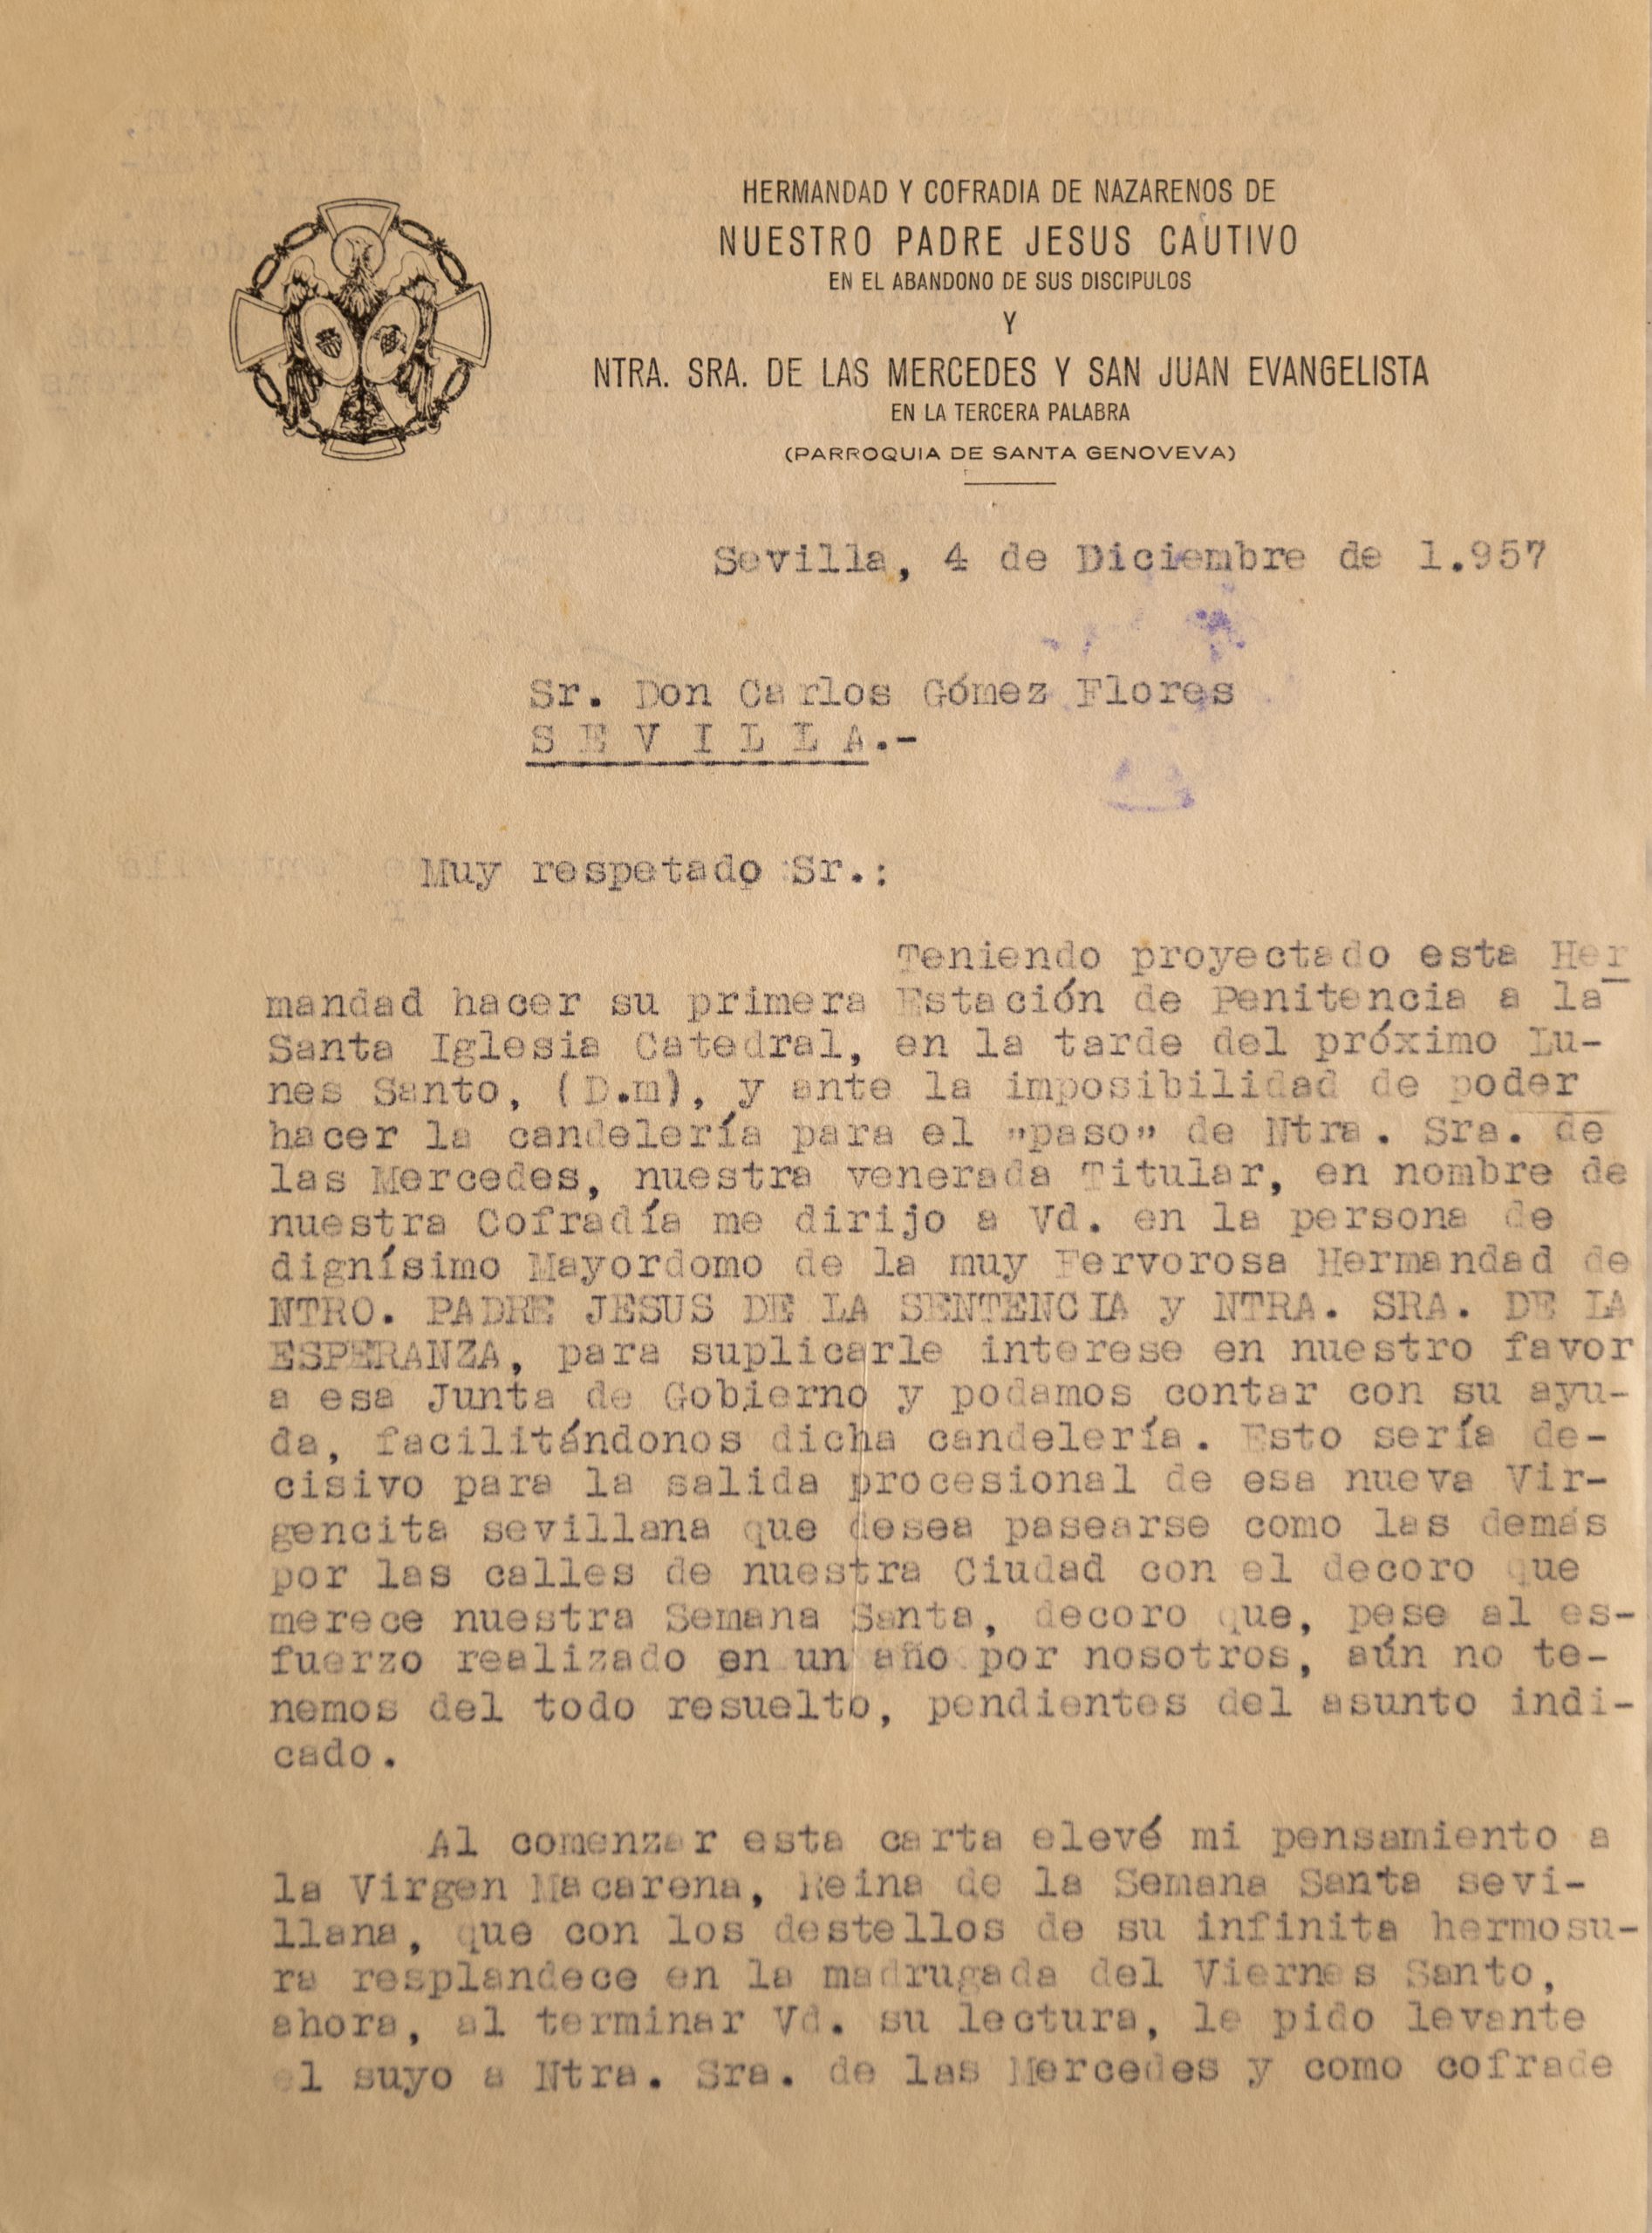 HERMANDAD Y COFRADIA DE NAZARENOS DE
NUESTRO PADRE JESUS CAUTIVO
EN EL ABANDONO DE SUS DISCIPULOS
Y
NTRA. SRA. DE LAS MERCEDES Y SAN JUAN EVANGELISTA
EN LA TERCERA PALABRA
(PARROQUIA DE SANTA GENOVEVA)
Sevilla, 4 de Diciembre de 1.957
Sr. Don Carlos Gómez Flores
S E V I L L A.-
Muy respetado Sr.:
Teniendo proyectado esta Her
mandad hacer su primera Estación de Penitencia a la
Santa Iglesia Catedral, en la tarde del próximo Lu-
nes Santo, (D.m), y ante la imposibilidad de poder
hacer la candelería para el "paso" de Ntra. Sra. de
las Mercedes, nuestra venerada Titular, en nombre de
nuestra Cofradía me dirijo a Vd. en la persona de
dignísimo Mayordomo de la muy Fervorosa Hermandad de
NTRO. PADRE JESUS DE LA SENTENCIA y NTRA. SRA. DE LA
ESPERANZA, para suplicarle interese en nuestro favor
a esa Junta de Gobierno y podamos contar con su ayu-
da, facilitándonos dicha candelería. Esto sería de-
cisivo para la salida procesional de esa nueva Vir-
gencita sevillana que desea pasearse como las demás
por las calles de nuestra Ciudad con el decoro que
merece nuestra Semana Santa, decoro que, pese al es-
fuerzo realizado en un año por nosotros, aún no te-
nemos del todo resuelto, pendientes del asunto indi-
cado.
Al comenzar esta carta elevé mi pensamiento a
la Virgen Macarena, Reina de la Semana Santa sevi-
llana, que con los destellos de su infinita hermosu-
ra resplandece en la madrugada del Viernes Santo,
ahora, al terminar Vd. su lectura, le pido levante
el suyo a Ntra. Sra. de las Mercedes y como cofrade